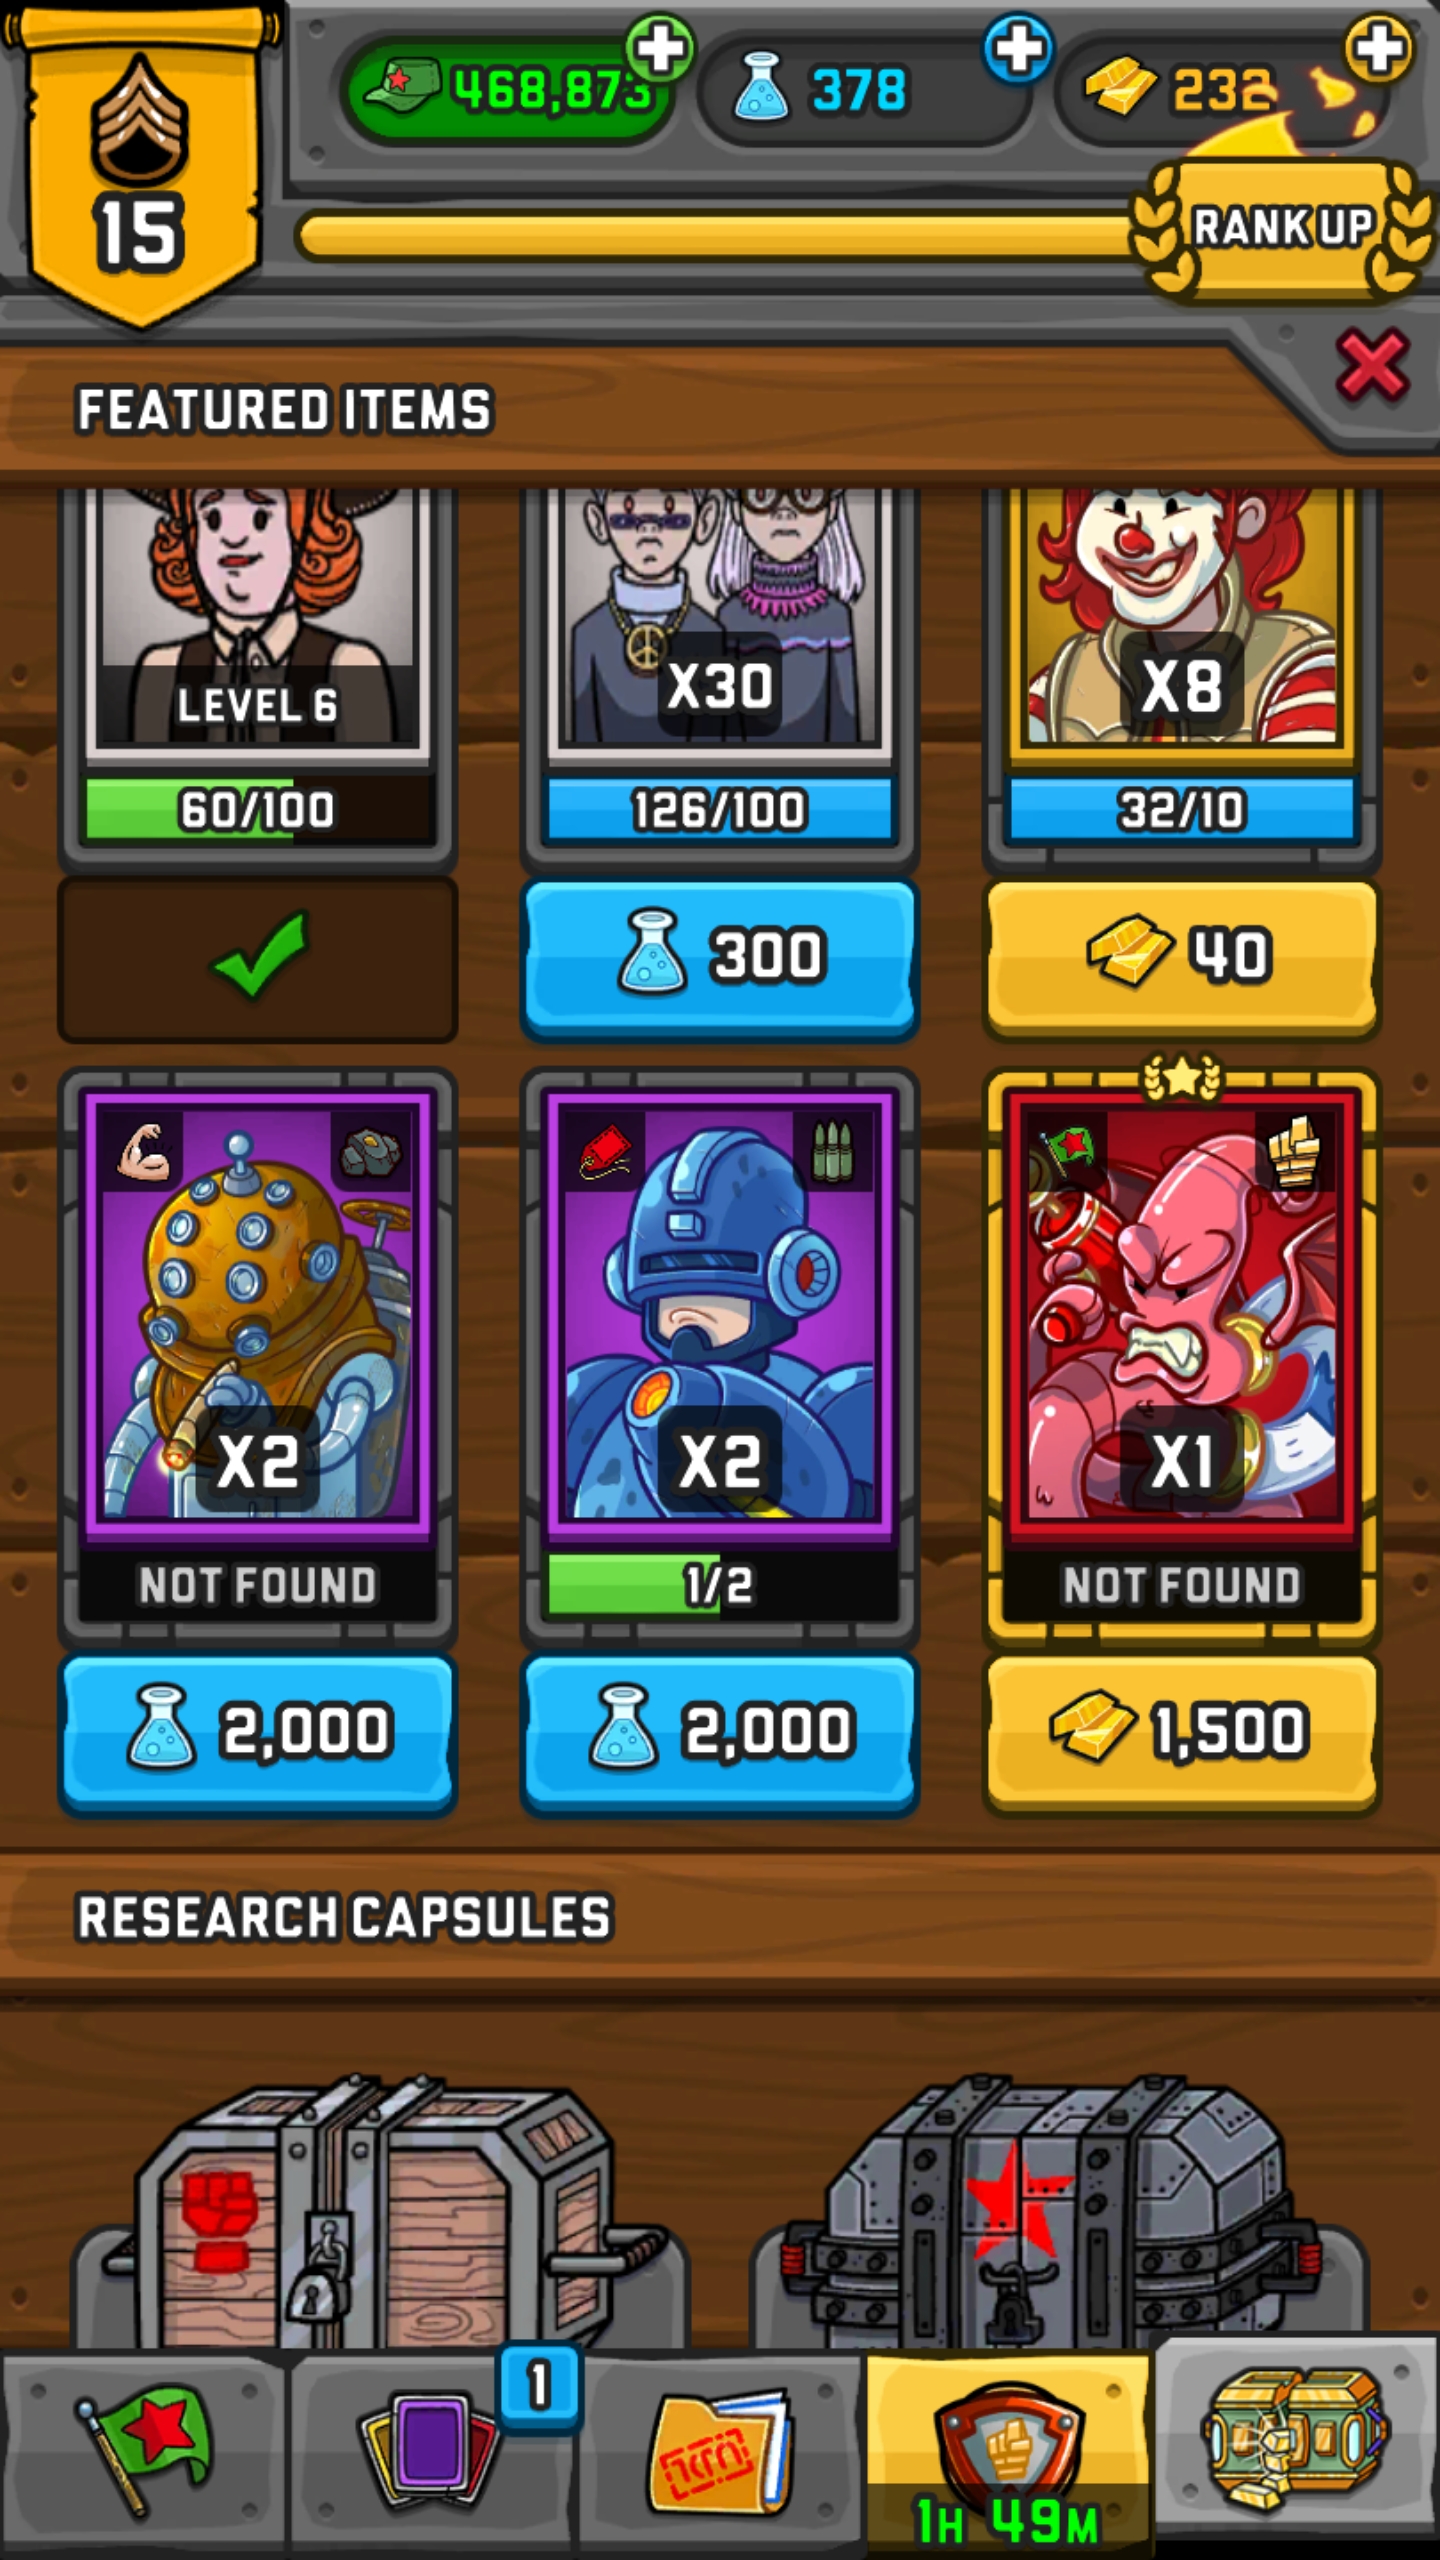 468,873
378
232
15
RANK UP
FEATURED ITEMS
LEVEL 6
X30
X8
60/100
126/100
32/10
300
40
X2
X2
X1
NOT FOUND
1/2
NOT FOUND
2,000
2,000
1,500
RESEARCH CAPSULES
1
1H 49M